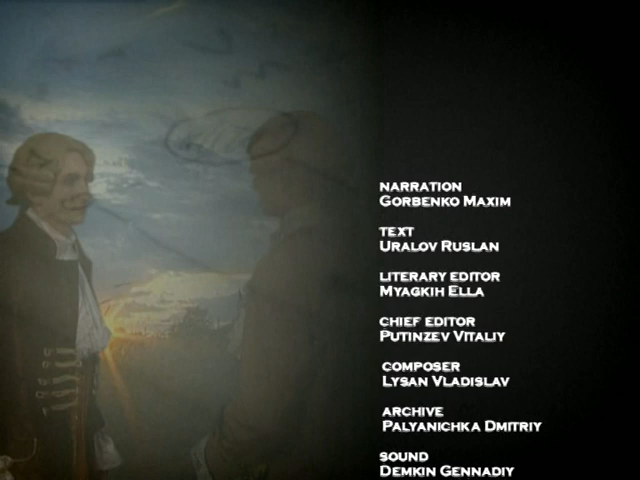 NARRATION
GORBENKO MAXIM
TEXT
URALOV RUSLAN
LITERARY EDITOR
MYAGKIH ELLA
CHIEF EDITOR
PUTINZEV VITALIY
COMPOSER
LYSAN VLADISLAV
ARCHIVE
PALYANICHKA DMITRIY
SOUND
DEMKIN GENNADIY